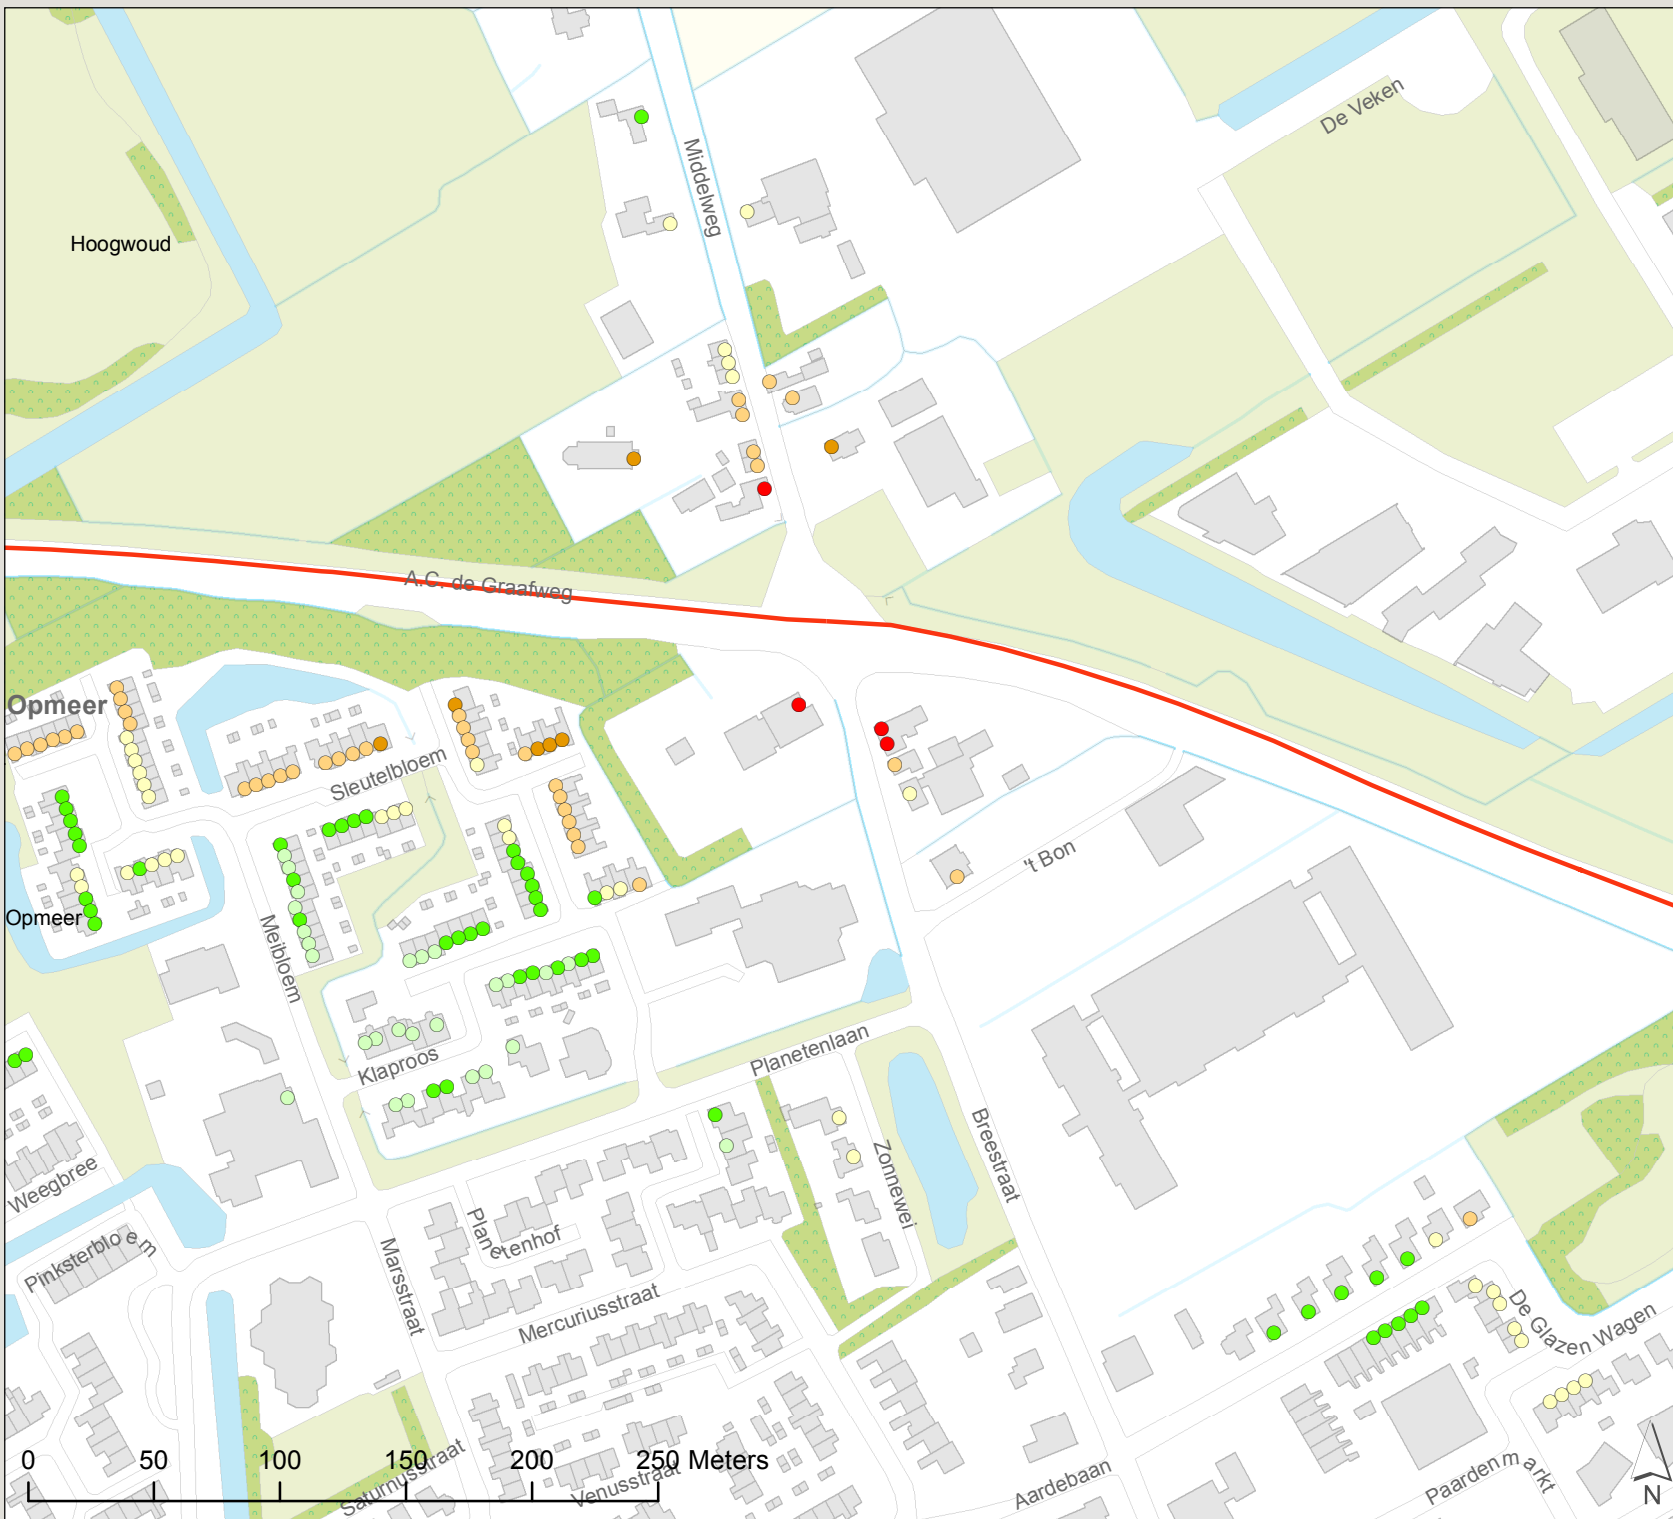 De Veken
Middelweg
Hoogwoud
A.C. de Graafweg
Opmeer
Sleutelbloem
't Bon
Opmeer
Meibloem
Klaproos
Planetenlaan
Breestraat
Zonnewei
Weegbree
Pinksterbloem
Planetenhof
Marsstraat
Mercuriusstraat
De Glazen Wagen
0 50 100 150 200 250 Meters
Saturnusstraat
Venusstraat
Aardebaan
Paardenmarkt
N